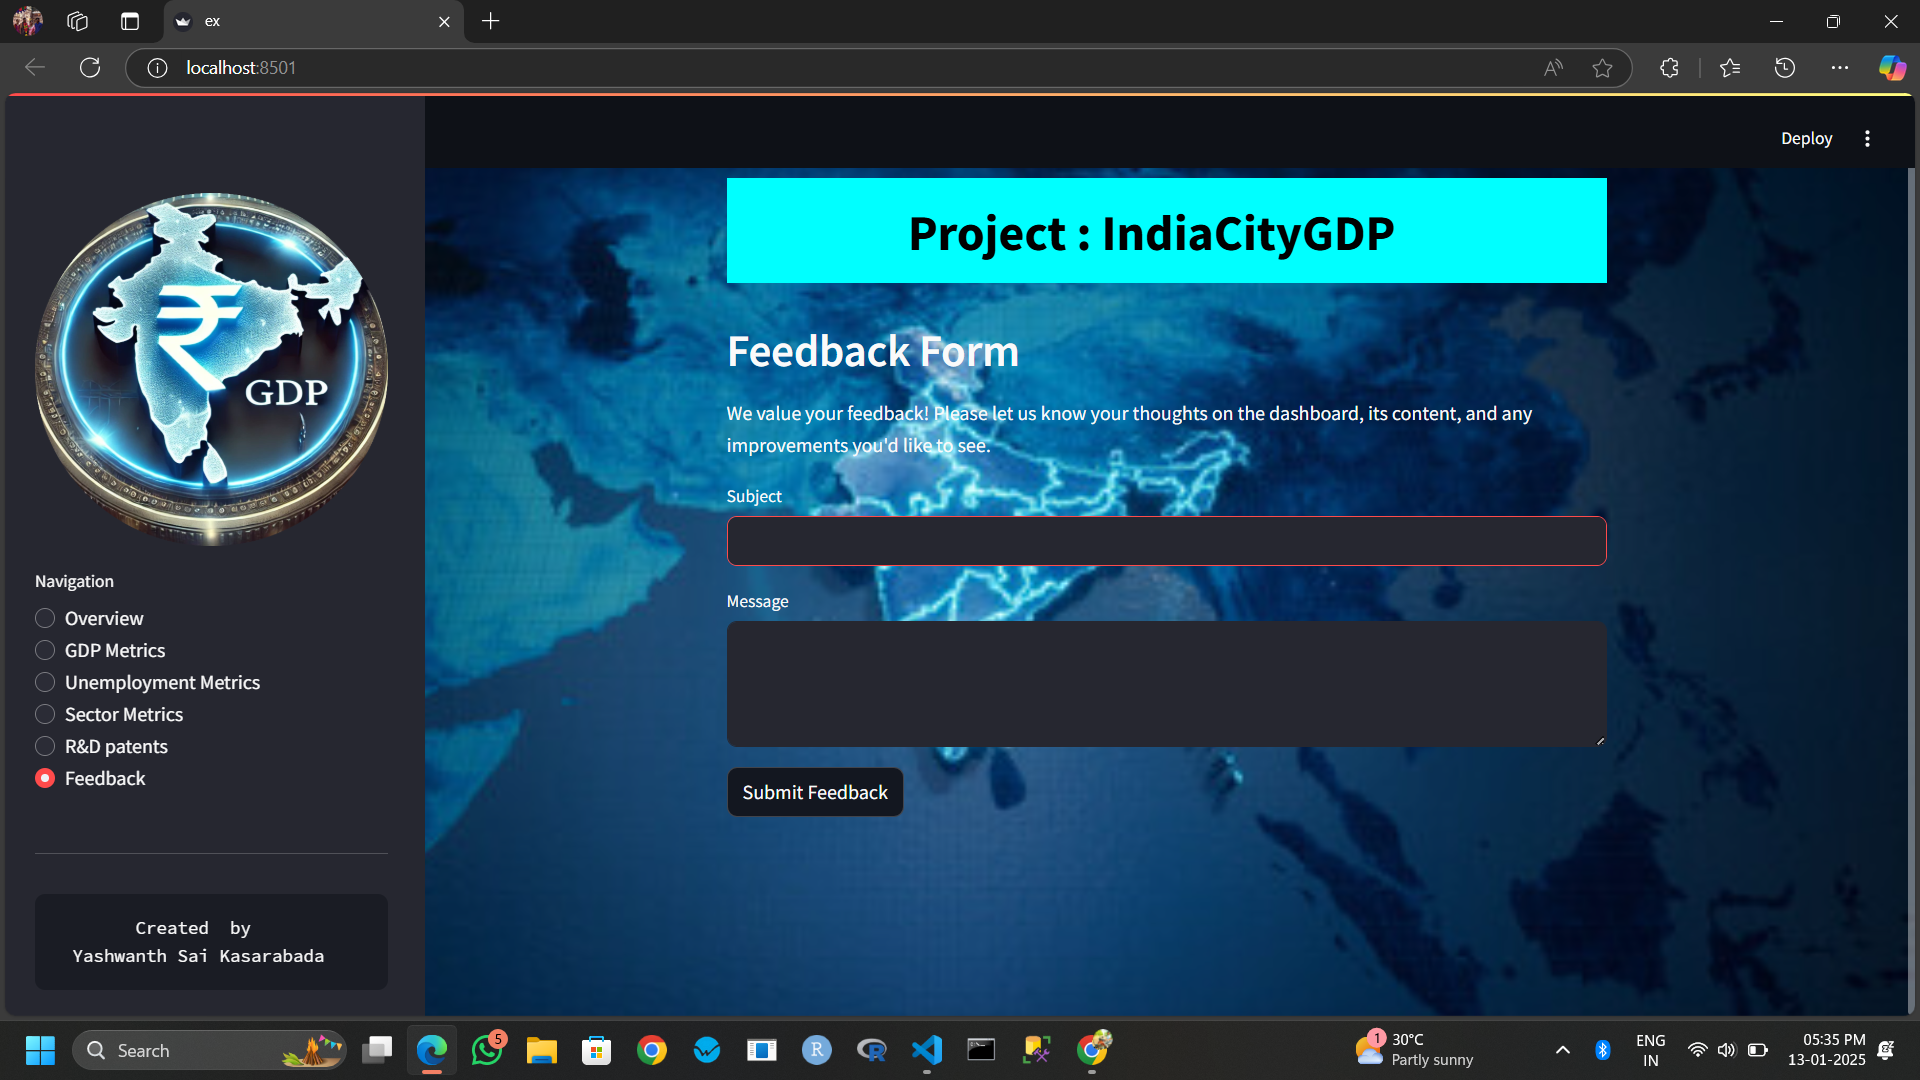 ex
localhost:8501
Deploy
GDP
Navigation
Overview
GDP Metrics
Unemployment Metrics
Sector Metrics
R&D patents
Feedback
Created  by
Yashwanth Sai Kasarabada
Project : IndiaCityGDP
Feedback Form
We value your feedback! Please let us know your thoughts on the dashboard, its content, and any
improvements you'd like to see.
Subject
Message
Submit Feedback
Search
5
R
R
1
30°C
Partly sunny
ENG
IN
05:35 PM
13-01-2025